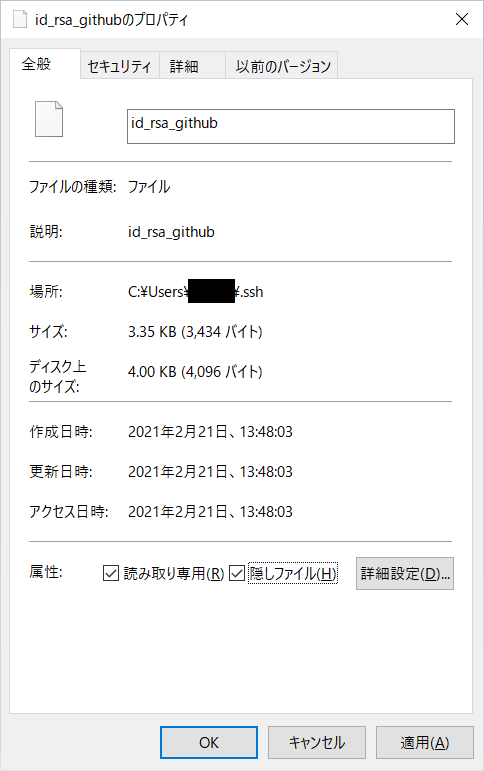 id_rsa_githubのプロパティ
全般 セキュリティ 詳細 以前のバージョン
id_rsa_github
ファイルの種類: ファイル
説明: id_rsa_github
場所: C:¥Users¥ ¥.ssh
サイズ: 3.35 KB (3,434 バイト)
ディスク上
のサイズ: 4.00 KB (4,096 バイト)
作成日時: 2021年2月21日、13:48:03
更新日時: 2021年2月21日、13:48:03
アクセス日時: 2021年2月21日、13:48:03
属性: 読み取り専用(R) 隠しファイル(H) 詳細設定(D)...
OK キャンセル 適用(A)